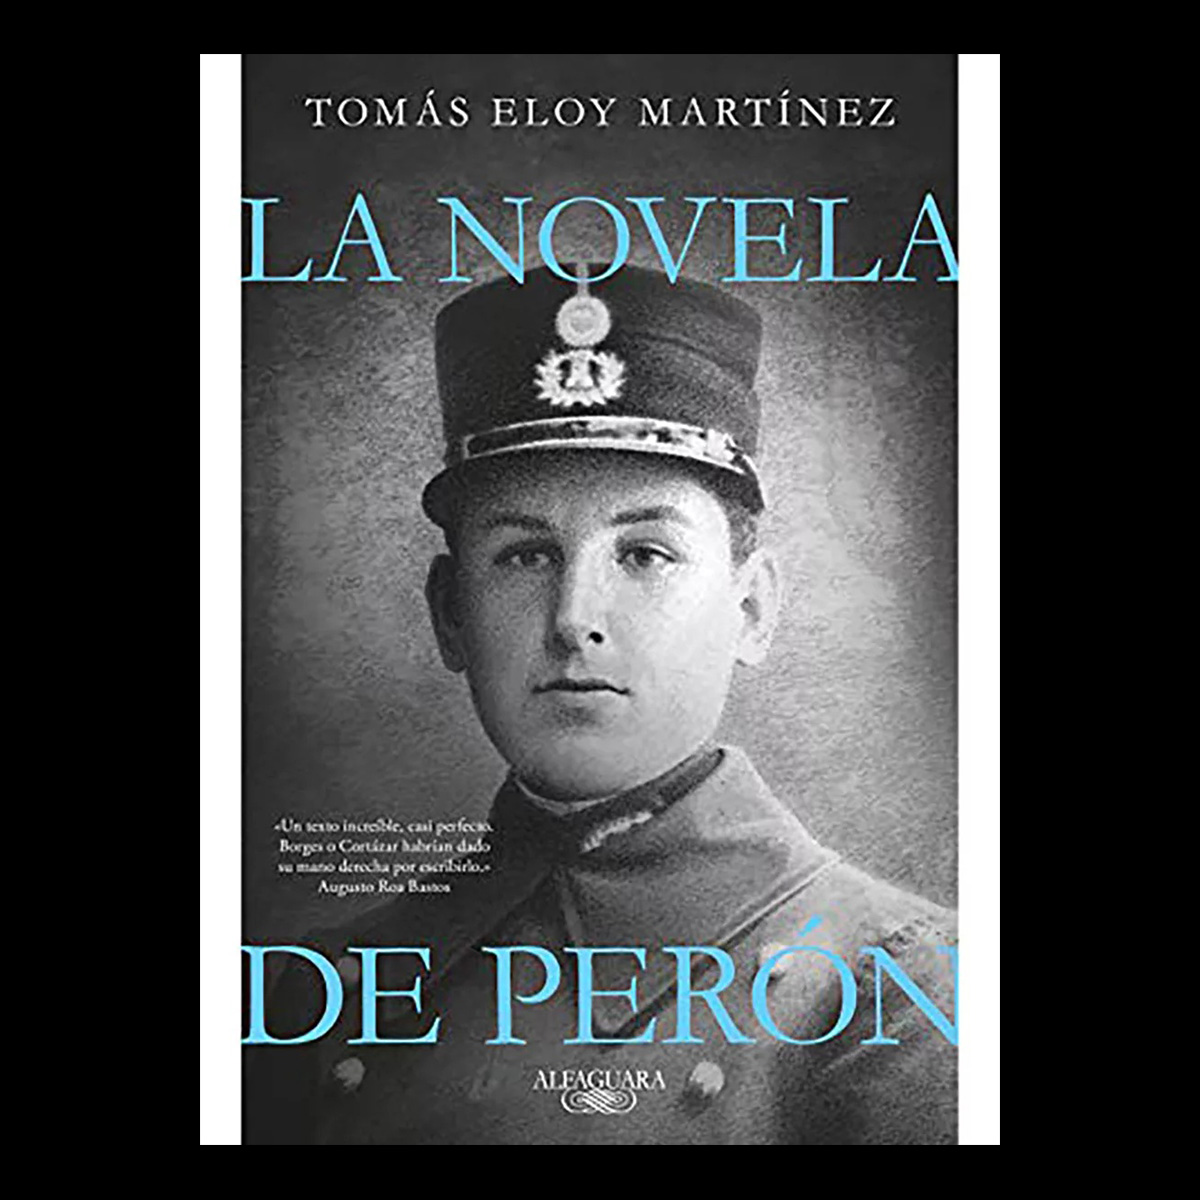 TOMÁS ELOY MARTÍNEZ
LA NOVELA
«Un texto increíble, casi perfecto.
Borges o Cortázar habrían dado
su mano derecha por escribirlo.»
Augusto Roa Bastos
DE PERÓN
ALFAGUARA